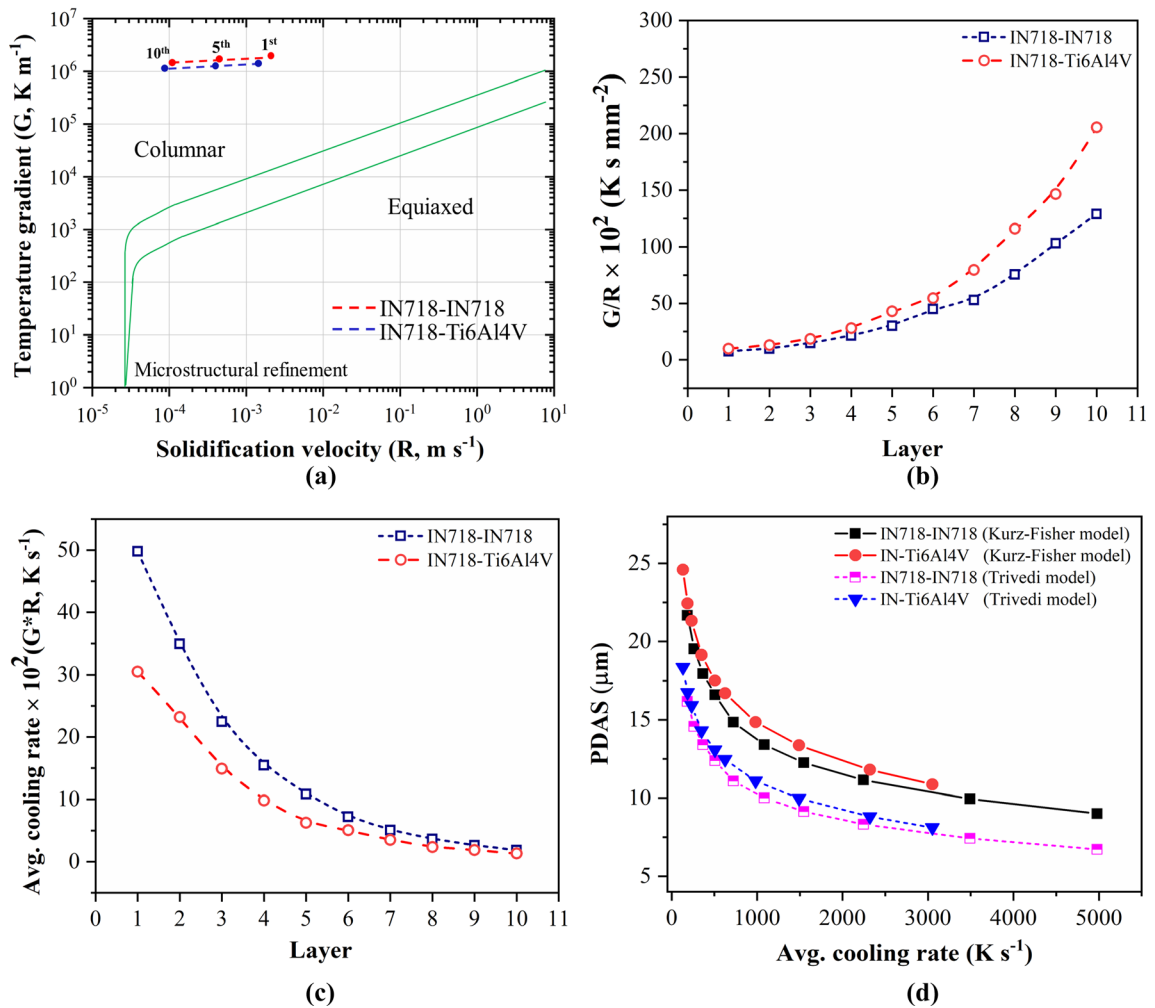 10⁷
10⁶
10⁵
10⁴
10³
10²
10¹
10⁰
Temperature gradient (G, K m⁻¹)
10ᵗʰ
5ᵗʰ
1ˢᵗ
Columnar
Equiaxed
IN718-IN718
IN718-Ti6Al4V
Microstructural refinement
10⁻⁵ 10⁻⁴ 10⁻³ 10⁻² 10⁻¹ 10⁰ 10¹
Solidification velocity (R, m s⁻¹)
(a)
300
250
200
150
100
50
0
G/R × 10² (K s mm⁻²)
IN718-IN718
IN718-Ti6Al4V
0 1 2 3 4 5 6 7 8 9 10 11
Layer
(b)
50
40
30
20
10
0
Avg. cooling rate × 10² (G*R, K s⁻¹)
IN718-IN718
IN718-Ti6Al4V
0 1 2 3 4 5 6 7 8 9 10 11
Layer
(c)
25
20
15
10
5
PDAS (μm)
IN718-IN718 (Kurz-Fisher model)
IN-Ti6Al4V (Kurz-Fisher model)
IN718-IN718 (Trivedi model)
IN-Ti6Al4V (Trivedi model)
0 1000 2000 3000 4000 5000
Avg. cooling rate (K s⁻¹)
(d)